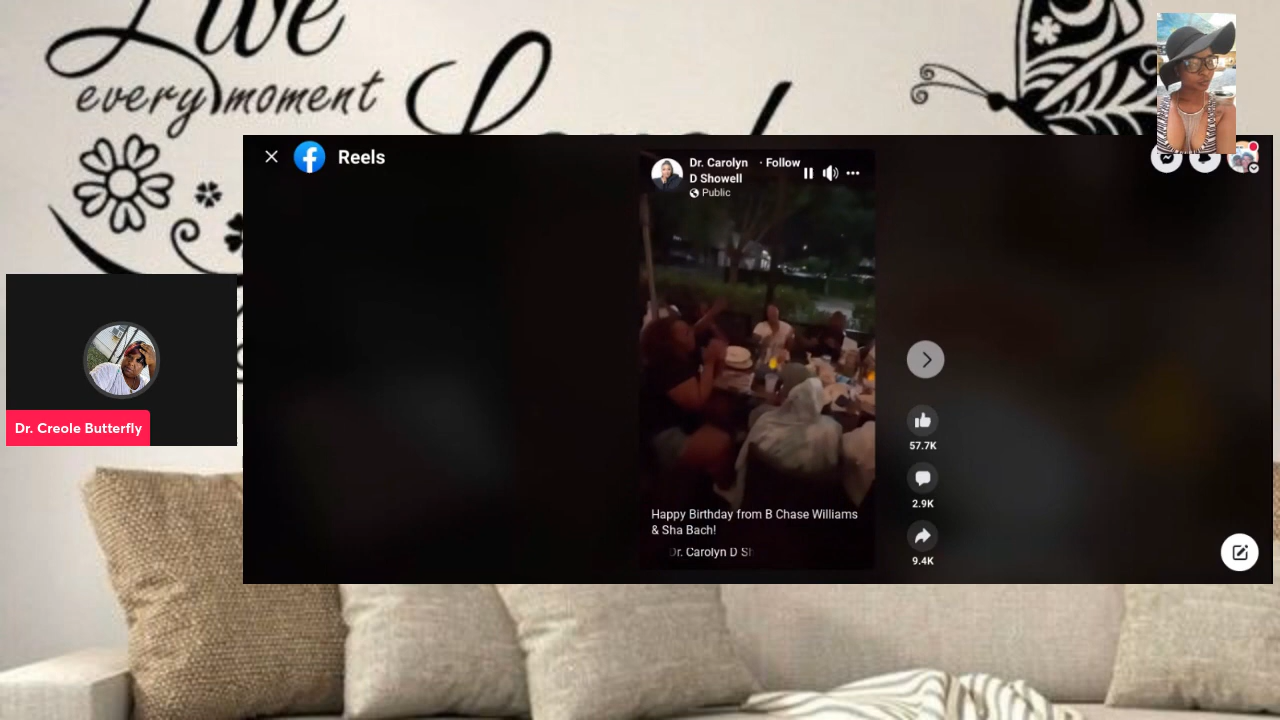 Live
every moment
Reels
Dr. Carolyn · Follow
D Showell
Public
Dr. Creole Butterfly
57.7K
2.9K
9.4K
Happy Birthday from B Chase Williams
& Sha Bach!
Dr. Carolyn D S